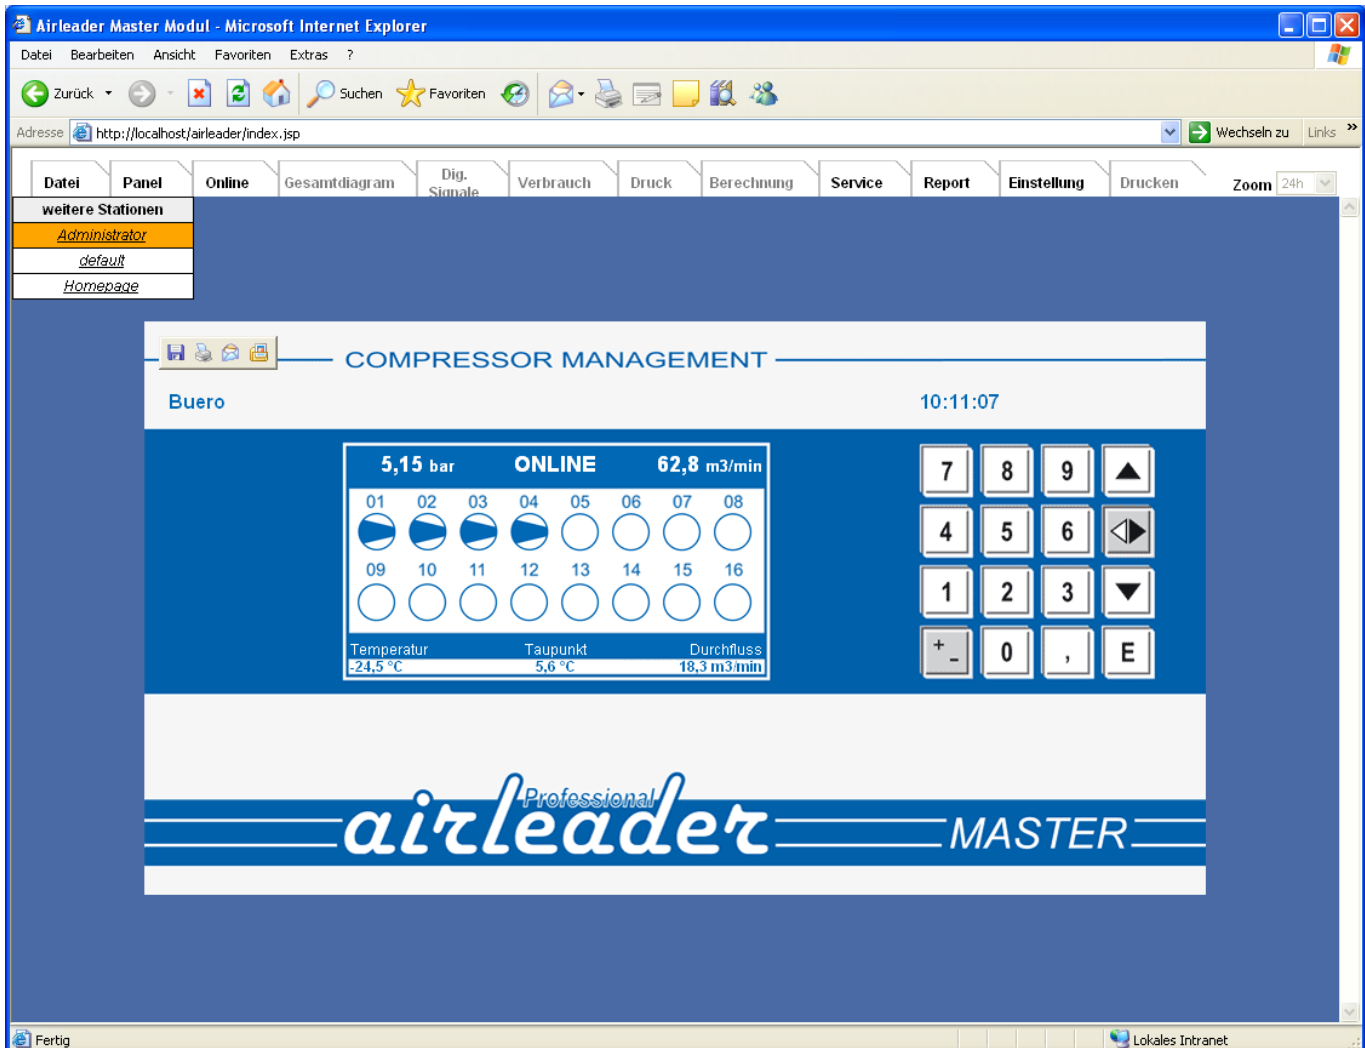 Airleader Master Modul - Microsoft Internet Explorer
Datei Bearbeiten Ansicht Favoriten Extras ?
Zurück Suchen Favoriten
Adresse http://localhost/airleader/index.jsp Wechseln zu Links »
Datei Panel Online Gesamtdiagram Dig. Signale Verbrauch Druck Berechnung Service Report Einstellung Drucken Zoom 24h
weitere Stationen
Administrator
default
Homepage
COMPRESSOR MANAGEMENT
Buero 10:11:07
5,15 bar ONLINE 62,8 m3/min
01 02 03 04 05 06 07 08
09 10 11 12 13 14 15 16
Temperatur Taupunkt Durchfluss
-24,5 °C 5,6 °C 18,3 m3/min
7 8 9
4 5 6
1 2 3
+ - 0 , E
Professional
airleader MASTER
Fertig Lokales Intranet